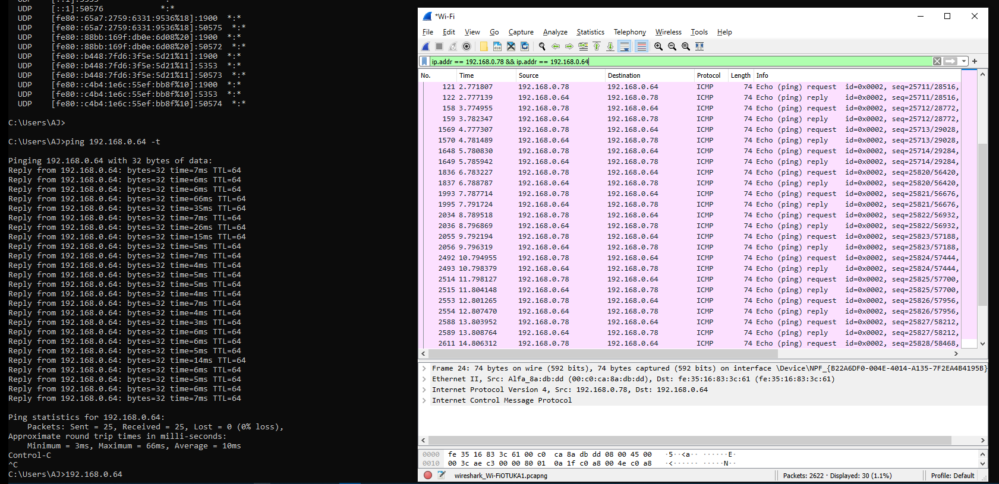 UDP    [::1]:50576            *:*
UDP    [fe80::65a7:2759:6331:9536%18]:1900  *:*
UDP    [fe80::65a7:2759:6331:9536%18]:50575  *:*
UDP    [fe80::88bb:169f:db0e:6d08%20]:1900  *:*
UDP    [fe80::88bb:169f:db0e:6d08%20]:50572  *:*
UDP    [fe80::b448:7fd6:3f5e:5d21%11]:1900  *:*
UDP    [fe80::b448:7fd6:3f5e:5d21%11]:5353  *:*
UDP    [fe80::b448:7fd6:3f5e:5d21%11]:50573  *:*
UDP    [fe80::c4b4:1e6c:55ef:bb8f%10]:1900  *:*
UDP    [fe80::c4b4:1e6c:55ef:bb8f%10]:5353  *:*
UDP    [fe80::c4b4:1e6c:55ef:bb8f%10]:50574  *:*
C:\Users\AJ>
C:\Users\AJ>ping 192.168.0.64 -t
Pinging 192.168.0.64 with 32 bytes of data:
Reply from 192.168.0.64: bytes=32 time=7ms TTL=64
Reply from 192.168.0.64: bytes=32 time=6ms TTL=64
Reply from 192.168.0.64: bytes=32 time=6ms TTL=64
Reply from 192.168.0.64: bytes=32 time=66ms TTL=64
Reply from 192.168.0.64: bytes=32 time=35ms TTL=64
Reply from 192.168.0.64: bytes=32 time=7ms TTL=64
Reply from 192.168.0.64: bytes=32 time=26ms TTL=64
Reply from 192.168.0.64: bytes=32 time=15ms TTL=64
Reply from 192.168.0.64: bytes=32 time=5ms TTL=64
Reply from 192.168.0.64: bytes=32 time=7ms TTL=64
Reply from 192.168.0.64: bytes=32 time=4ms TTL=64
Reply from 192.168.0.64: bytes=32 time=5ms TTL=64
Reply from 192.168.0.64: bytes=32 time=5ms TTL=64
Reply from 192.168.0.64: bytes=32 time=4ms TTL=64
Reply from 192.168.0.64: bytes=32 time=7ms TTL=64
Reply from 192.168.0.64: bytes=32 time=4ms TTL=64
Reply from 192.168.0.64: bytes=32 time=3ms TTL=64
Reply from 192.168.0.64: bytes=32 time=6ms TTL=64
Reply from 192.168.0.64: bytes=32 time=6ms TTL=64
Reply from 192.168.0.64: bytes=32 time=5ms TTL=64
Reply from 192.168.0.64: bytes=32 time=14ms TTL=64
Reply from 192.168.0.64: bytes=32 time=6ms TTL=64
Reply from 192.168.0.64: bytes=32 time=5ms TTL=64
Reply from 192.168.0.64: bytes=32 time=6ms TTL=64
Reply from 192.168.0.64: bytes=32 time=7ms TTL=64
Ping statistics for 192.168.0.64:
Packets: Sent = 25, Received = 25, Lost = 0 (0% loss),
Approximate round trip times in milli-seconds:
Minimum = 3ms, Maximum = 66ms, Average = 10ms
Control-C
^C
C:\Users\AJ>192.168.0.64
*Wi-Fi
File Edit View Go Capture Analyze Statistics Telephony Wireless Tools Help
ip.addr == 192.168.0.78 && ip.addr == 192.168.0.64
No. Time Source Destination Protocol Length Info
121 2.771807 192.168.0.78 192.168.0.64 ICMP 74 Echo (ping) request id=0x0002, seq=25711/28516,
122 2.777139 192.168.0.64 192.168.0.78 ICMP 74 Echo (ping) reply id=0x0002, seq=25711/28516,
158 3.774955 192.168.0.78 192.168.0.64 ICMP 74 Echo (ping) request id=0x0002, seq=25712/28772,
159 3.782347 192.168.0.64 192.168.0.78 ICMP 74 Echo (ping) reply id=0x0002, seq=25712/28772,
1569 4.777307 192.168.0.78 192.168.0.64 ICMP 74 Echo (ping) request id=0x0002, seq=25713/29028,
1570 4.781489 192.168.0.64 192.168.0.78 ICMP 74 Echo (ping) reply id=0x0002, seq=25713/29028,
1648 5.780830 192.168.0.78 192.168.0.64 ICMP 74 Echo (ping) request id=0x0002, seq=25714/29284,
1649 5.785942 192.168.0.64 192.168.0.78 ICMP 74 Echo (ping) reply id=0x0002, seq=25714/29284,
1836 6.783227 192.168.0.78 192.168.0.64 ICMP 74 Echo (ping) request id=0x0002, seq=25820/56420,
1837 6.788787 192.168.0.64 192.168.0.78 ICMP 74 Echo (ping) reply id=0x0002, seq=25820/56420,
1993 7.787714 192.168.0.78 192.168.0.64 ICMP 74 Echo (ping) request id=0x0002, seq=25821/56676,
1995 7.791724 192.168.0.64 192.168.0.78 ICMP 74 Echo (ping) reply id=0x0002, seq=25821/56676,
2034 8.789518 192.168.0.78 192.168.0.64 ICMP 74 Echo (ping) request id=0x0002, seq=25822/56932,
2036 8.796869 192.168.0.64 192.168.0.78 ICMP 74 Echo (ping) reply id=0x0002, seq=25822/56932,
2055 9.792194 192.168.0.78 192.168.0.64 ICMP 74 Echo (ping) request id=0x0002, seq=25823/57188,
2056 9.796319 192.168.0.64 192.168.0.78 ICMP 74 Echo (ping) reply id=0x0002, seq=25823/57188,
2492 10.794955 192.168.0.78 192.168.0.64 ICMP 74 Echo (ping) request id=0x0002, seq=25824/57444,
2493 10.798379 192.168.0.64 192.168.0.78 ICMP 74 Echo (ping) reply id=0x0002, seq=25824/57444,
2514 11.798127 192.168.0.78 192.168.0.64 ICMP 74 Echo (ping) request id=0x0002, seq=25825/57700,
2515 11.804148 192.168.0.64 192.168.0.78 ICMP 74 Echo (ping) reply id=0x0002, seq=25825/57700,
2553 12.801265 192.168.0.78 192.168.0.64 ICMP 74 Echo (ping) request id=0x0002, seq=25826/57956,
2554 12.807470 192.168.0.64 192.168.0.78 ICMP 74 Echo (ping) reply id=0x0002, seq=25826/57956,
2588 13.803952 192.168.0.78 192.168.0.64 ICMP 74 Echo (ping) request id=0x0002, seq=25827/58212,
2589 13.808764 192.168.0.64 192.168.0.78 ICMP 74 Echo (ping) reply id=0x0002, seq=25827/58212,
2611 14.806312 192.168.0.78 192.168.0.64 ICMP 74 Echo (ping) request id=0x0002, seq=25828/58468,
Frame 24: 74 bytes on wire (592 bits), 74 bytes captured (592 bits) on interface \Device\NPF_{B22A6DF0-004E-4014-A135-7F2EA4B4195B}
Ethernet II, Src: Alfa_8a:db:dd (00:c0:ca:8a:db:dd), Dst: fe:35:16:83:3c:61 (fe:35:16:83:3c:61)
Internet Protocol Version 4, Src: 192.168.0.78, Dst: 192.168.0.64
Internet Control Message Protocol
0000 fe 35 16 83 3c 61 00 c0 ca 8a db dd 08 00 45 00 ·5··<a·· ······E·
0010 00 3c ae c3 00 00 80 01 0a 1f c0 a8 00 4e c0 a8 ·<······ ·····N··
wireshark_Wi-FiOTUKA1.pcapng
Packets: 2622 · Displayed: 30 (1.1%)
Profile: Default